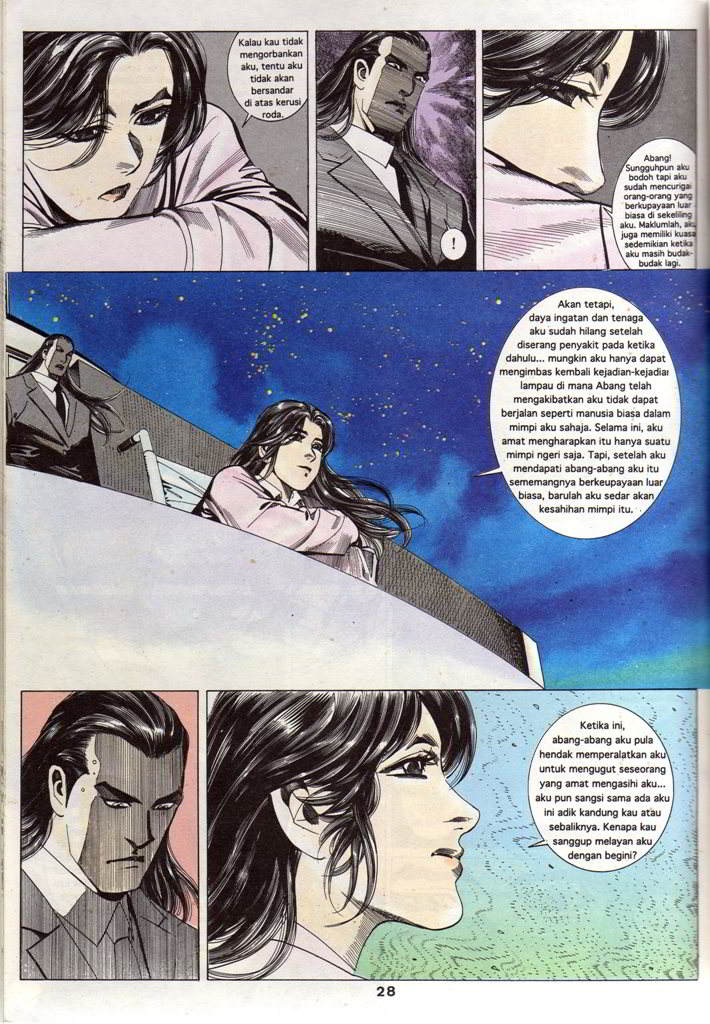 Kalau kau tidak
mengorbankan
aku, tentu aku
tidak akan
bersandar
di atas kerusi
roda.
!
Abang!
Sungguhpun aku
bodoh tapi aku
sudah mencurigai
orang-orang yang
berkupayaan luar
biasa di sekeliling
aku. Maklumlah, aku
juga memiliki kuasa
sedemikian ketika
aku masih budak-
budak lagi.
Akan tetapi,
daya ingatan dan tenaga
aku sudah hilang setelah
diserang penyakit pada ketika
dahulu... mungkin aku hanya dapat
mengimbas kembali kejadian-kejadian
lampau di mana Abang telah
mengakibatkan aku tidak dapat
berjalan seperti manusia biasa dalam
mimpi aku sahaja. Selama ini, aku
amat mengharapkan itu hanya suatu
mimpi ngeri saja. Tapi, setelah aku
mendapati abang-abang aku itu
sememangnya berkeupayaan luar
biasa, barulah aku sedar akan
kesahihan mimpi itu.
Ketika ini,
abang-abang aku pula
hendak memperalatkan aku
untuk mengugut seseorang
yang amat mengasihi aku...
aku pun sangsi sama ada aku
ini adik kandung kau atau
sebaliknya. Kenapa kau
sanggup melayan aku
dengan begini?
28